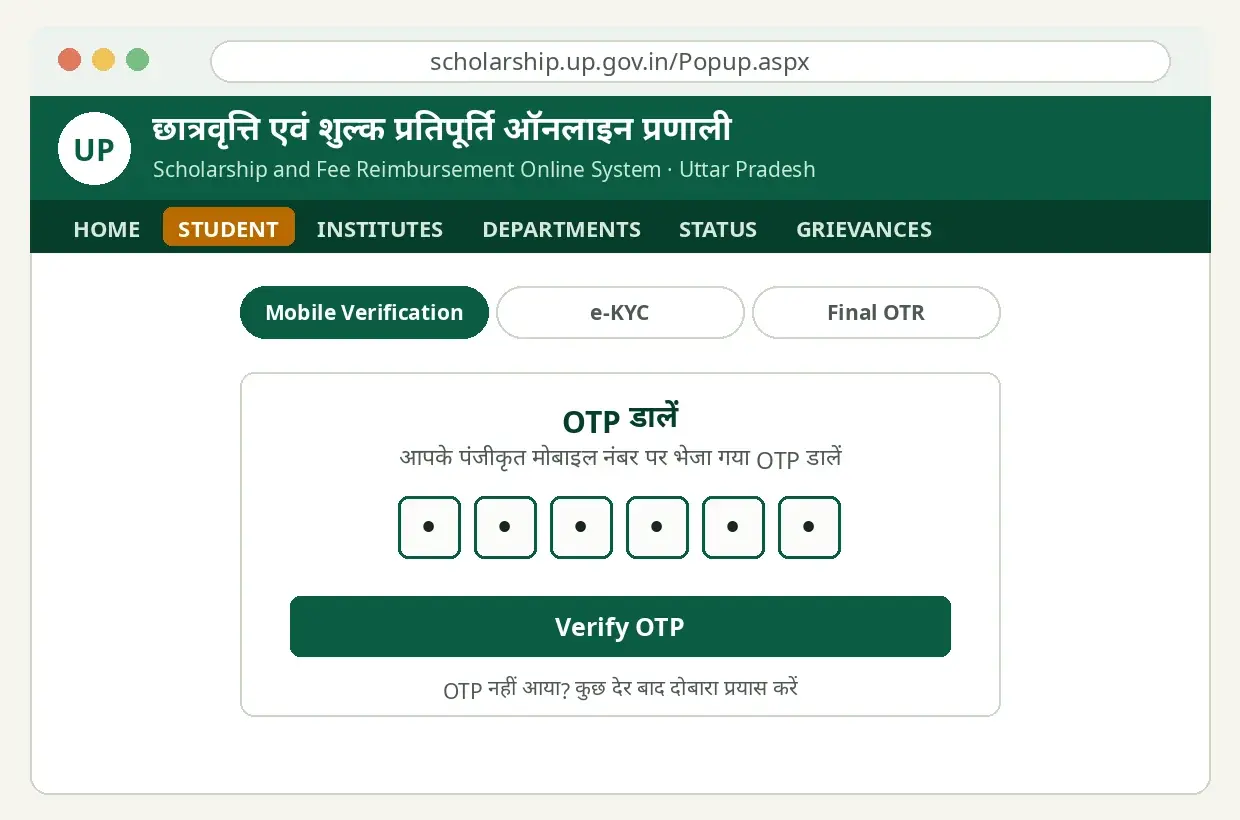 scholarship.up.gov.in/Popup.aspx
UP
छात्रवृत्ति एवं शुल्क प्रतिपूर्ति ऑनलाइन प्रणाली
Scholarship and Fee Reimbursement Online System · Uttar Pradesh
HOME STUDENT INSTITUTES DEPARTMENTS STATUS GRIEVANCES
Mobile Verification e-KYC Final OTR
OTP डालें
आपके पंजीकृत मोबाइल नंबर पर भेजा गया OTP डालें
• • • • • •
Verify OTP
OTP नहीं आया? कुछ देर बाद दोबारा प्रयास करें